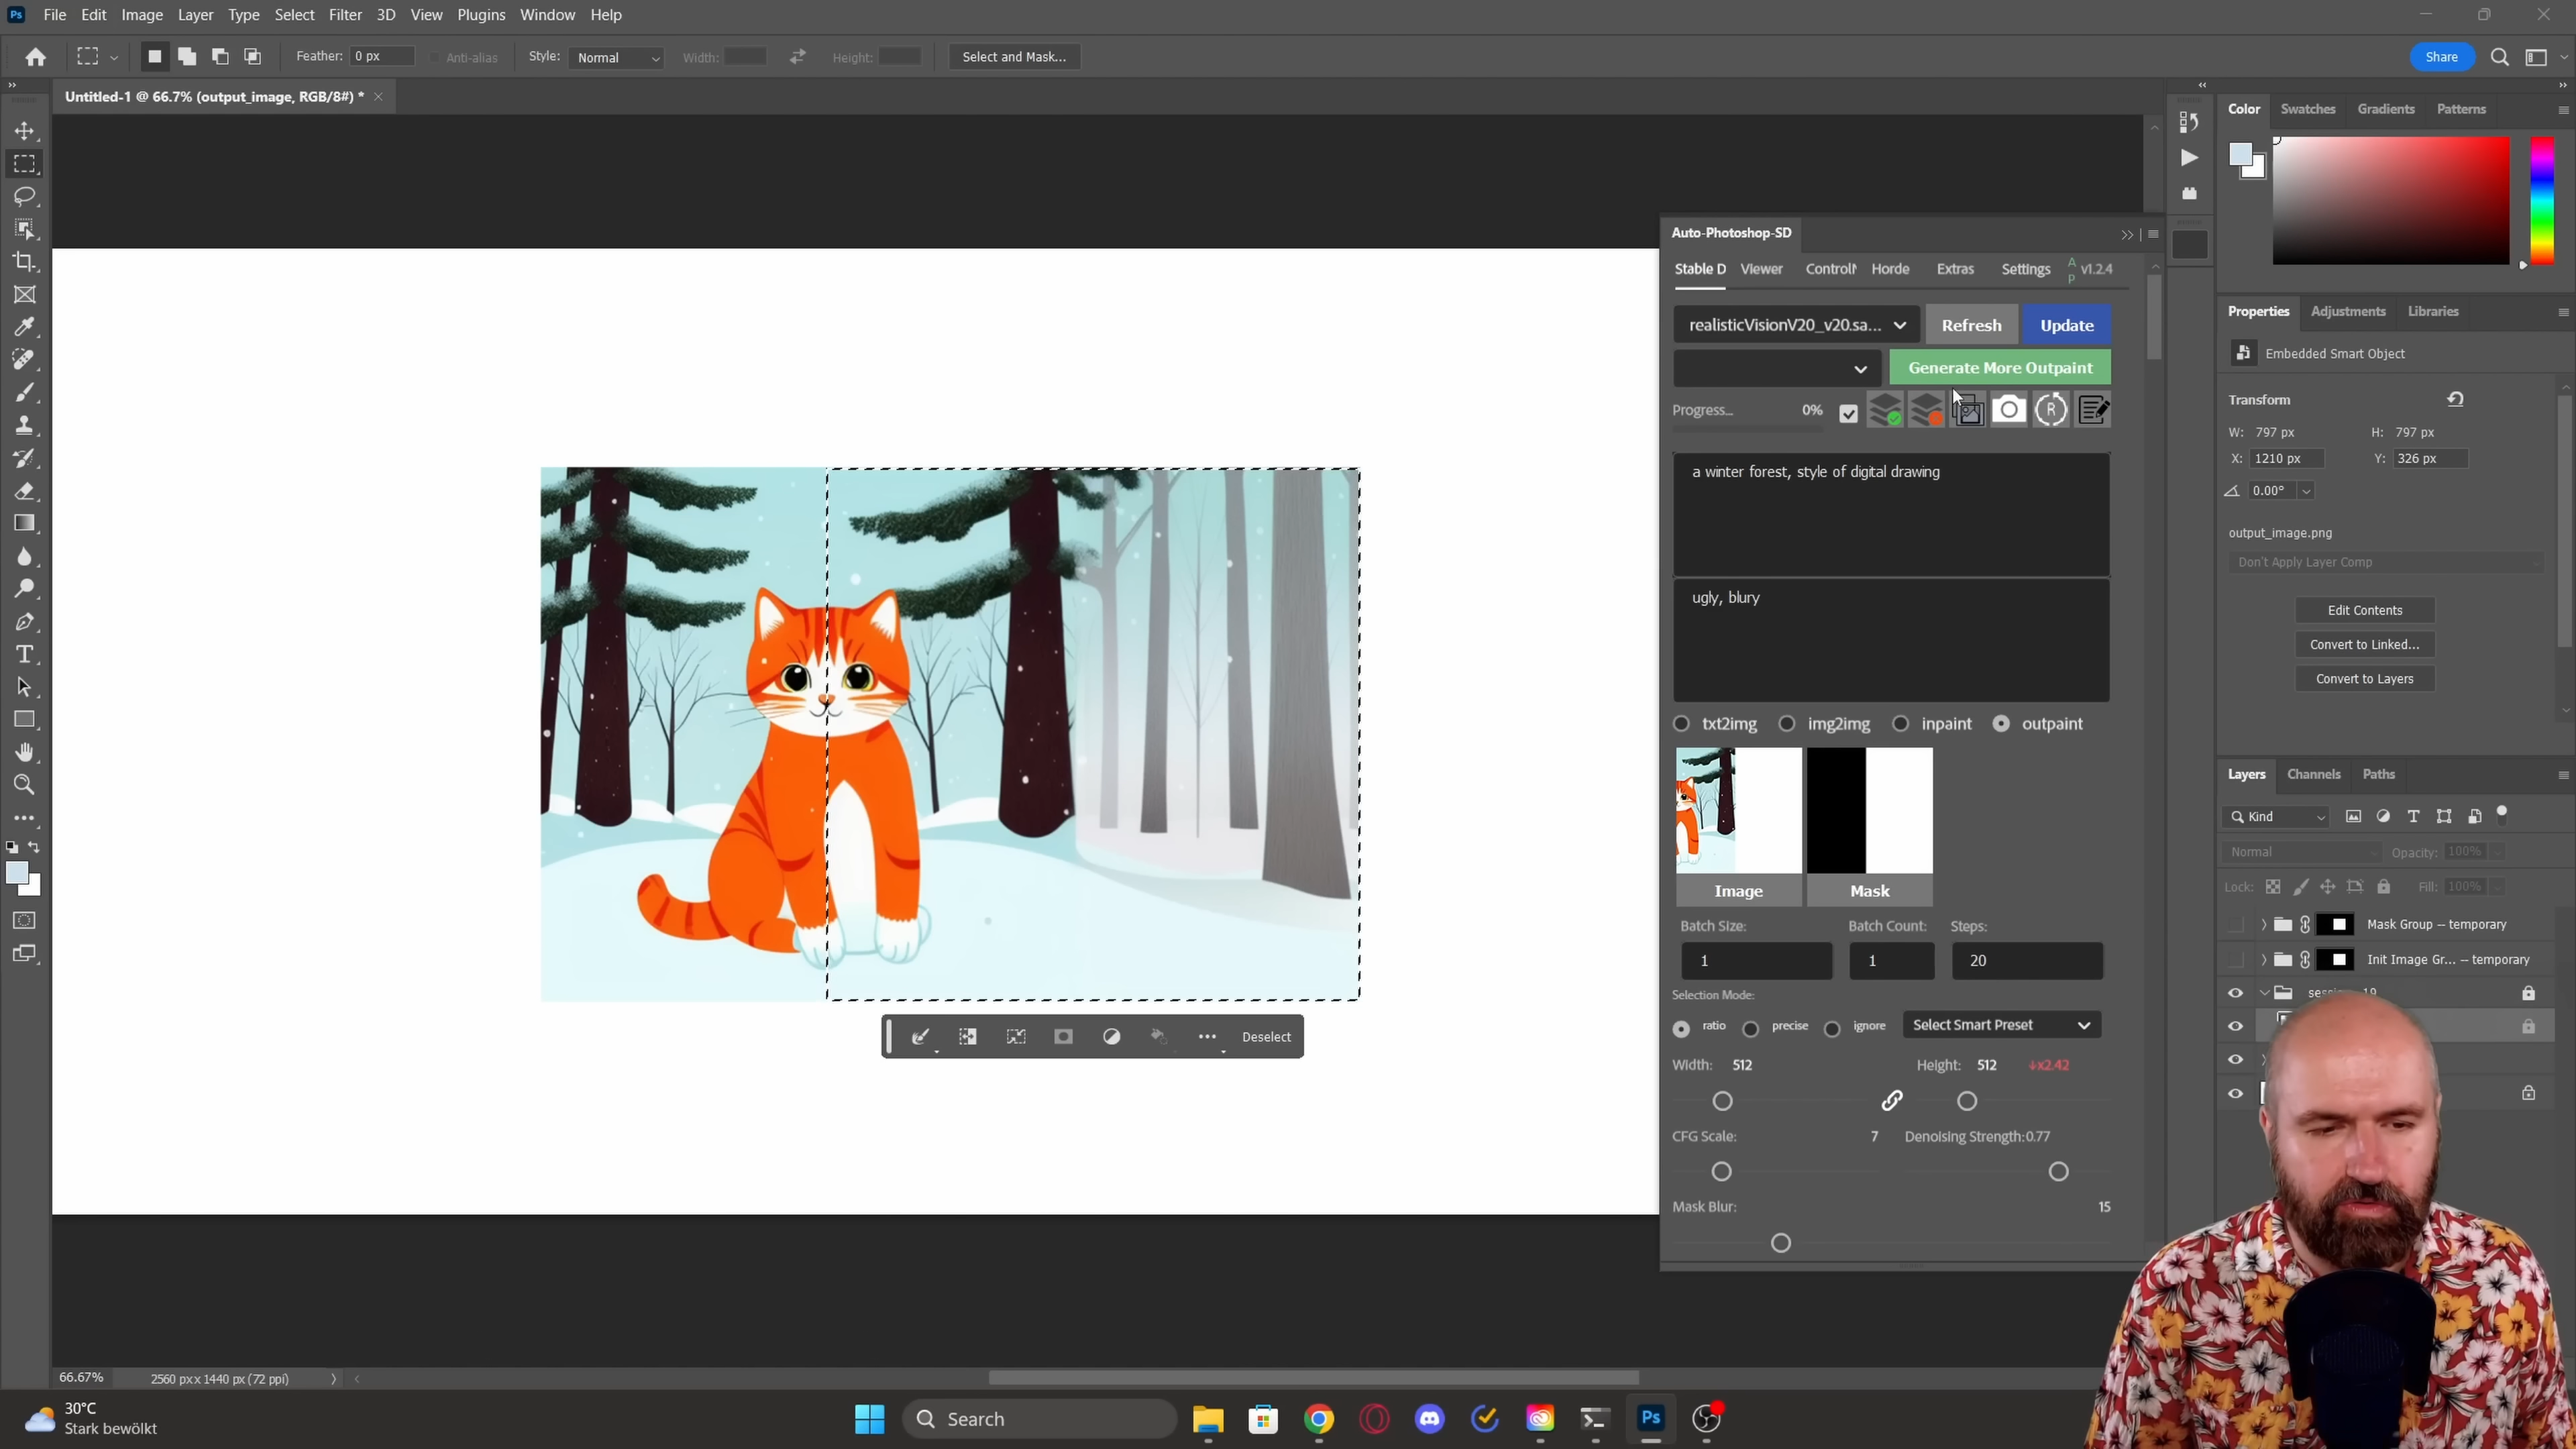 Ps File Edit Image Layer Type Select Filter 3D View Plugins Window Help
Feather: 0 px Anti-alias Style: Normal Width: Height: Select and Mask... Share
Untitled-1 @ 66.7% (output_image, RGB/8#) *
Color Swatches Gradients Patterns
Auto-Photoshop-SD
Stable D Viewer ControlN Horde Extras Settings A P v1.2.4
realisticVisionV20_v20.sa... Refresh Update
Generate More Outpaint
Progress... 0%
a winter forest, style of digital drawing
ugly, blury
txt2img img2img inpaint outpaint
Image Mask
Batch Size: Batch Count: Steps:
1 1 20
Selection Mode:
ratio precise ignore Select Smart Preset
Width: 512 Height: 512 ↓x2.42
CFG Scale: 7 Denoising Strength:0.77
Mask Blur: 15
Properties Adjustments Libraries
Embedded Smart Object
Transform
W: 797 px H: 797 px
X: 1210 px Y: 326 px
0.00°
output_image.png
Don't Apply Layer Comp
Edit Contents
Convert to Linked...
Convert to Layers
Layers Channels Paths
Kind
Normal Opacity: 100%
Lock: Fill: 100%
Mask Group -- temporary
Init Image Gr... -- temporary
Deselect
66.67% 2560 px x 1440 px (72 ppi)
30°C
Stark bewölkt
Search
Ps